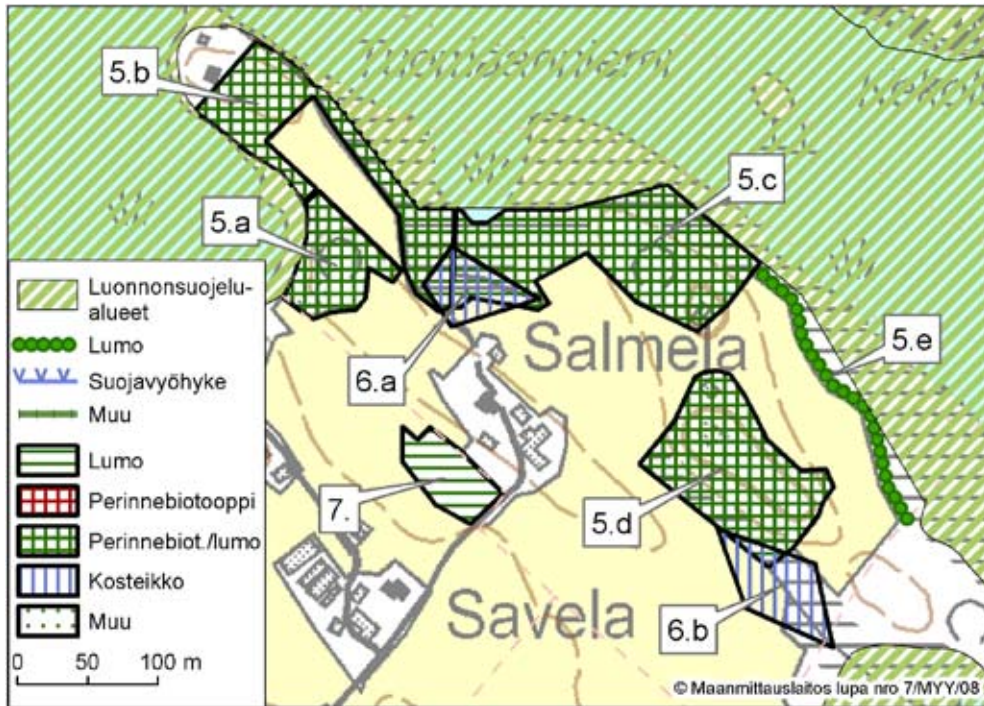 Tuomaanniemi
5.b
5.c
5.a
Salmela
5.e
6.a
7.
5.d
Savela
6.b
Luonnonsuojelu-
alueet
Lumo
Suojavyöhyke
Muu
Lumo
Perinnebiotooppi
Perinnebiot./lumo
Kosteikko
Muu
0 50 100 m
© Maanmittauslaitos lupa nro 7/MYY/08